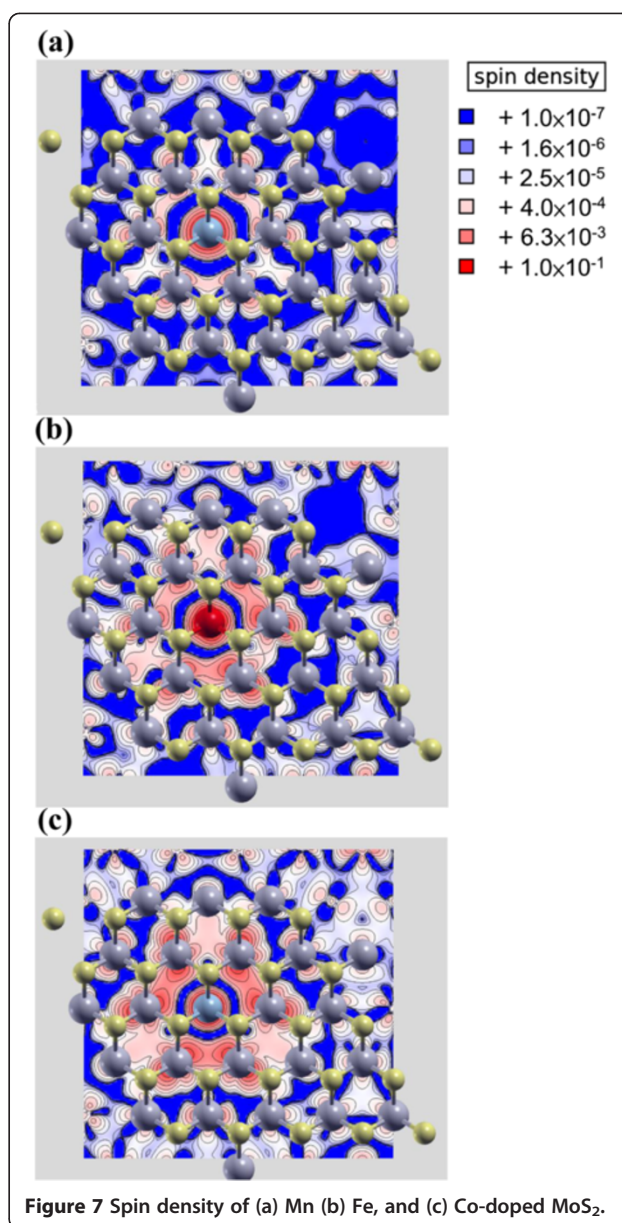 (a)
spin density
+ 1.0×10⁻⁷
+ 1.6×10⁻⁶
+ 2.5×10⁻⁵
+ 4.0×10⁻⁴
+ 6.3×10⁻³
+ 1.0×10⁻¹
(b)
(c)
Figure 7 Spin density of (a) Mn (b) Fe, and (c) Co-doped MoS₂.